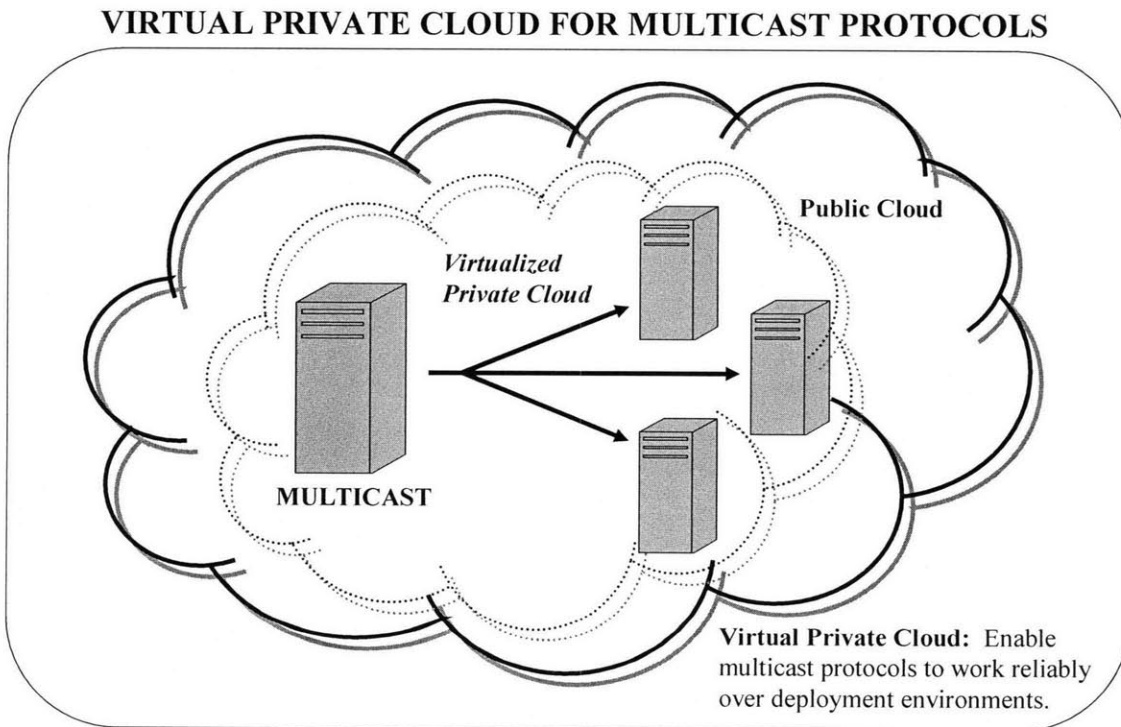 VIRTUAL PRIVATE CLOUD FOR MULTICAST PROTOCOLS
Public Cloud
Virtualized
Private Cloud
MULTICAST
Virtual Private Cloud: Enable
multicast protocols to work reliably
over deployment environments.